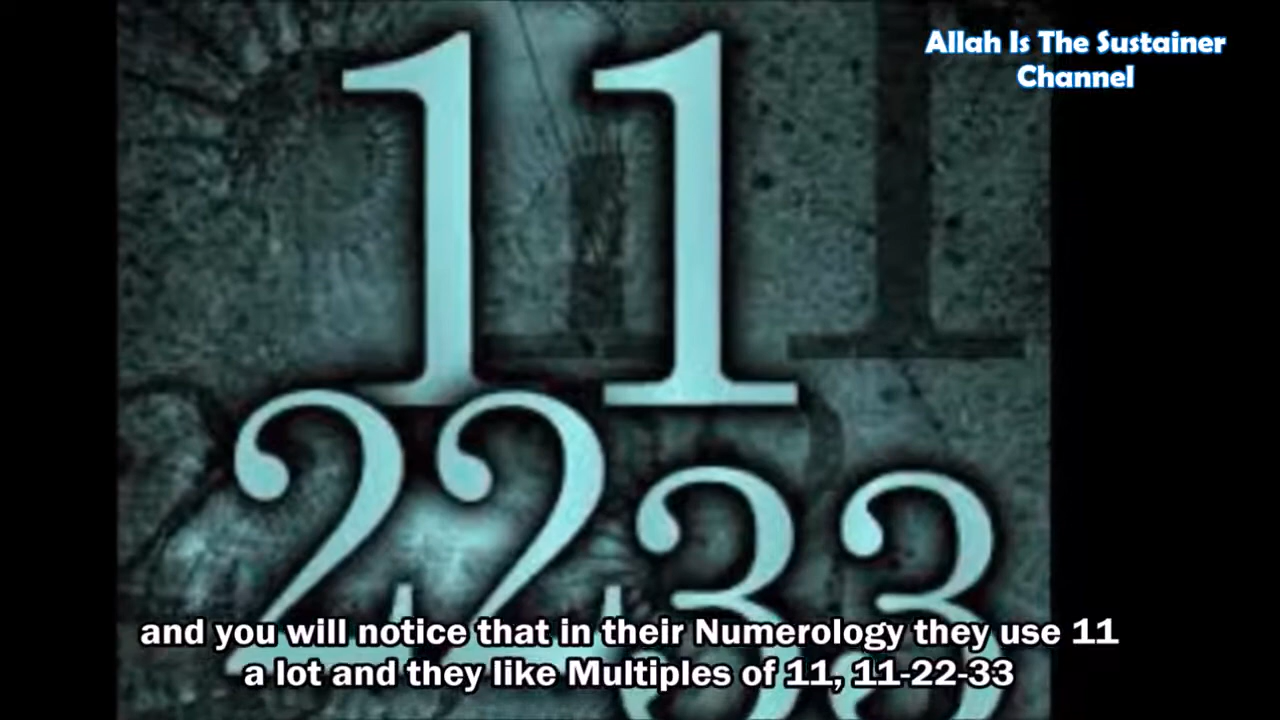 Allah Is The Sustainer
Channel
11
22 33
and you will notice that in their Numerology they use 11
a lot and they like Multiples of 11, 11-22-33